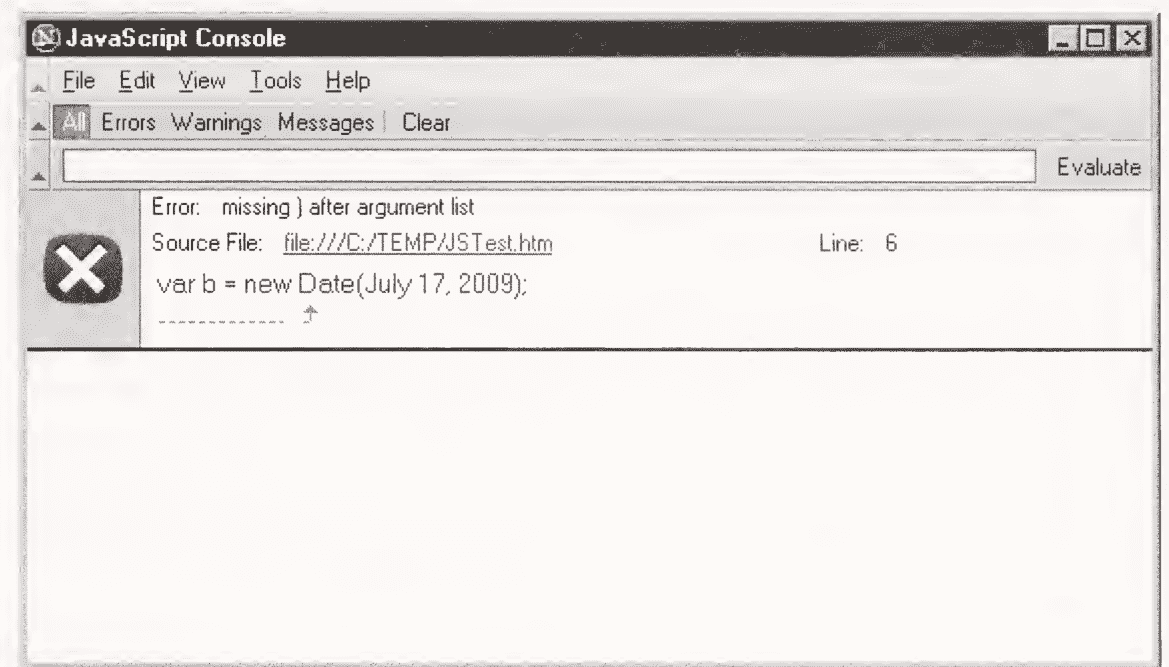 JavaScript Console
File Edit View Tools Help
All Errors Warnings Messages Clear
Evaluate
Error: missing ) after argument list
Source File: file:///C:/TEMP/JSTest.htm Line: 6
var b = new Date(July 17, 2009);